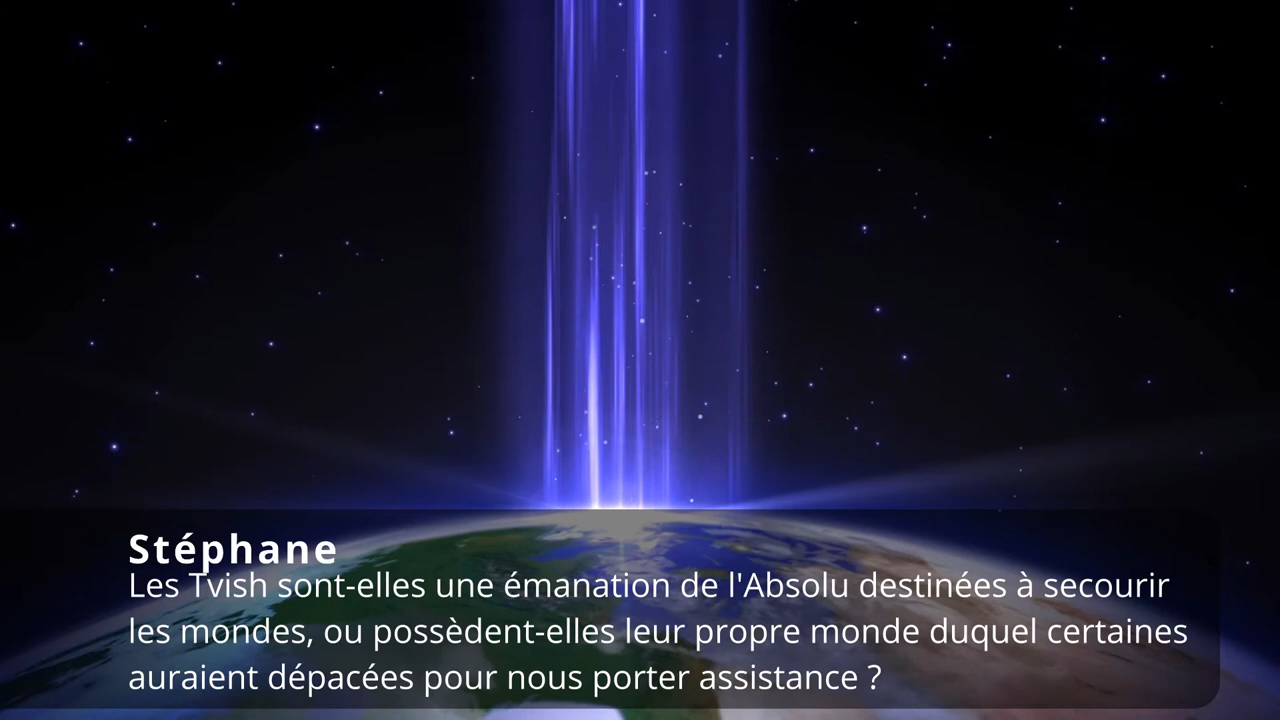 Stéphane
Les Tvish sont-elles une émanation de l'Absolu destinées à secourir
les mondes, ou possèdent-elles leur propre monde duquel certaines
auraient dépacées pour nous porter assistance ?